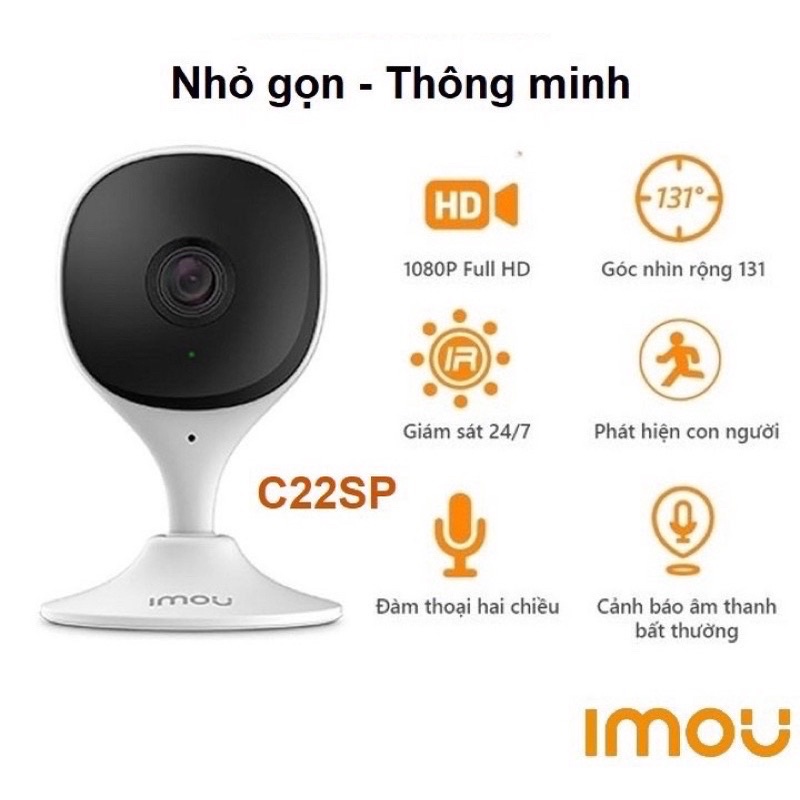 Nhỏ gọn - Thông minh
HD
1080P Full HD
131°
Góc nhìn rộng 131
IR
Giám sát 24/7
Phát hiện con người
C22SP
Đàm thoại hai chiều
Cảnh báo âm thanh
bất thường
imou
imou